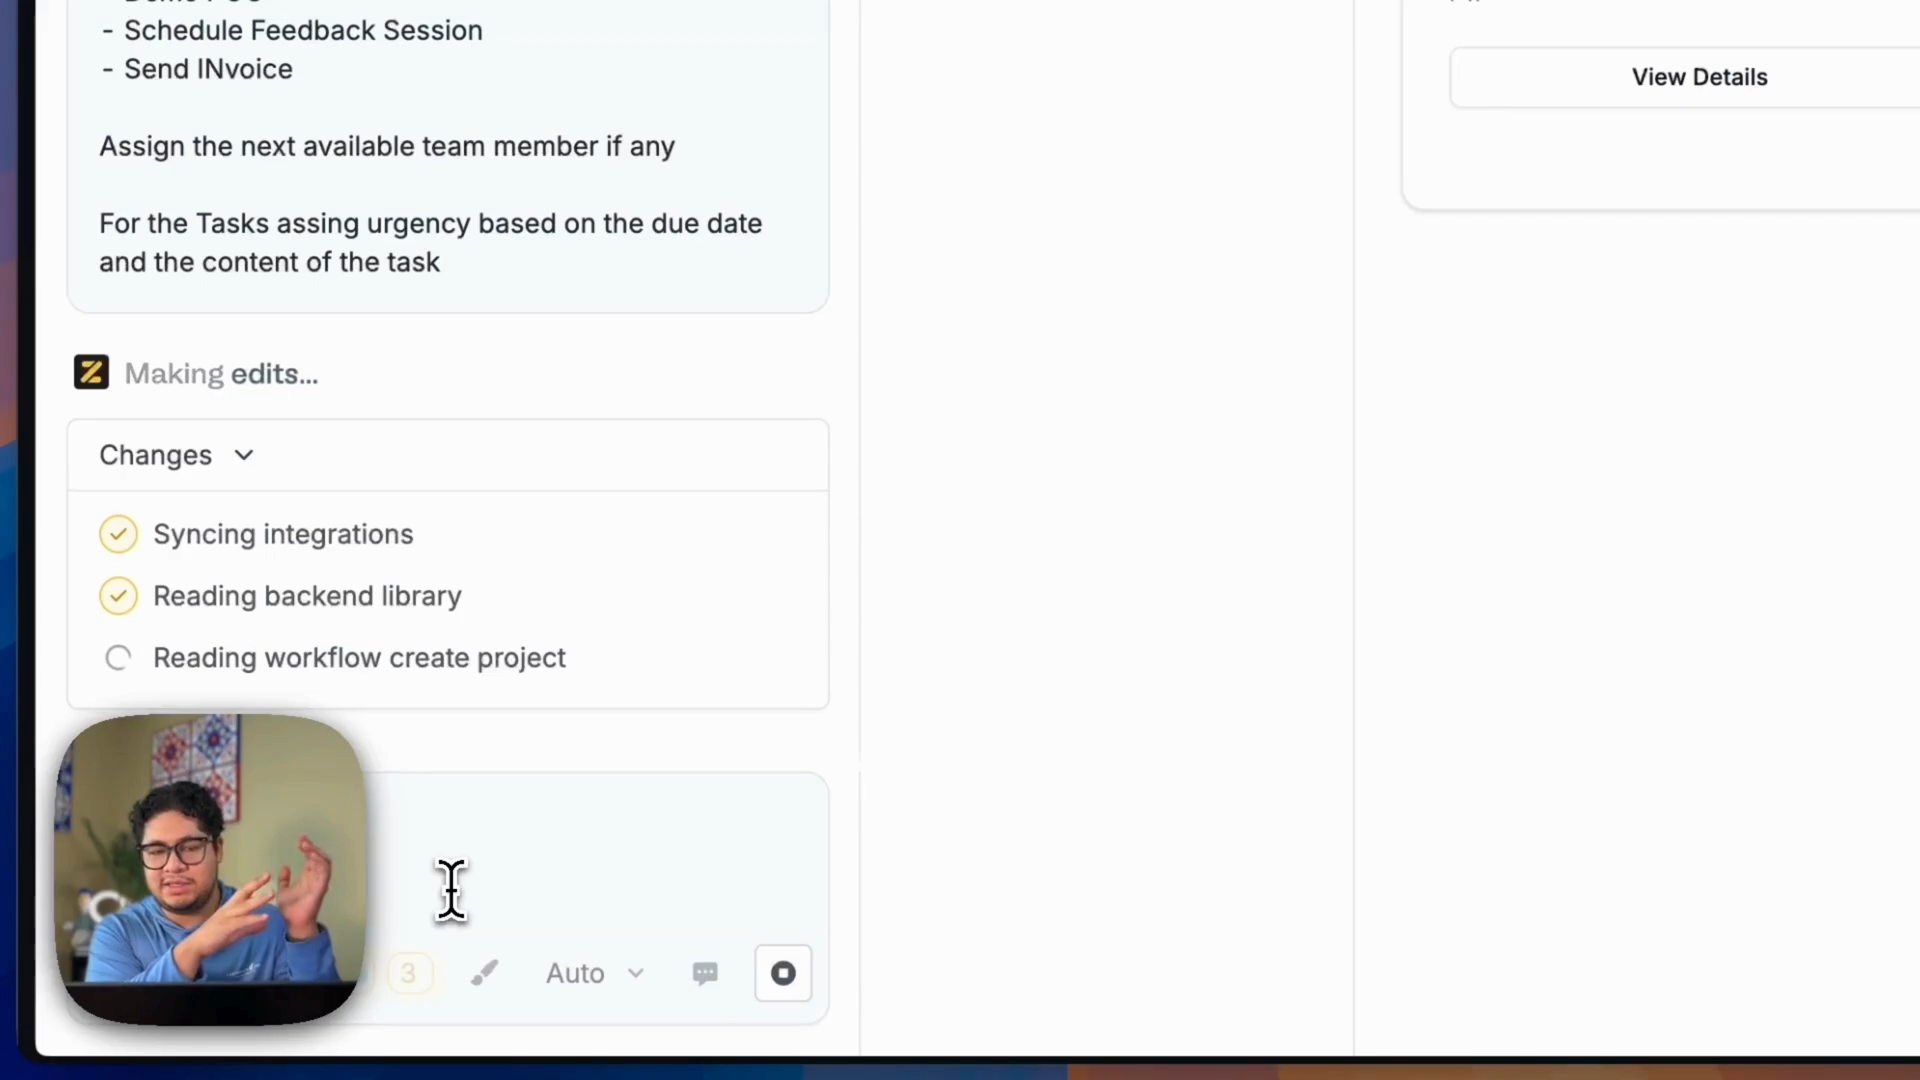 - Schedule Feedback Session
- Send INvoice
View Details
Assign the next available team member if any
For the Tasks assing urgency based on the due date
and the content of the task
Making edits...
Changes
Syncing integrations
Reading backend library
Reading workflow create project
3
Auto